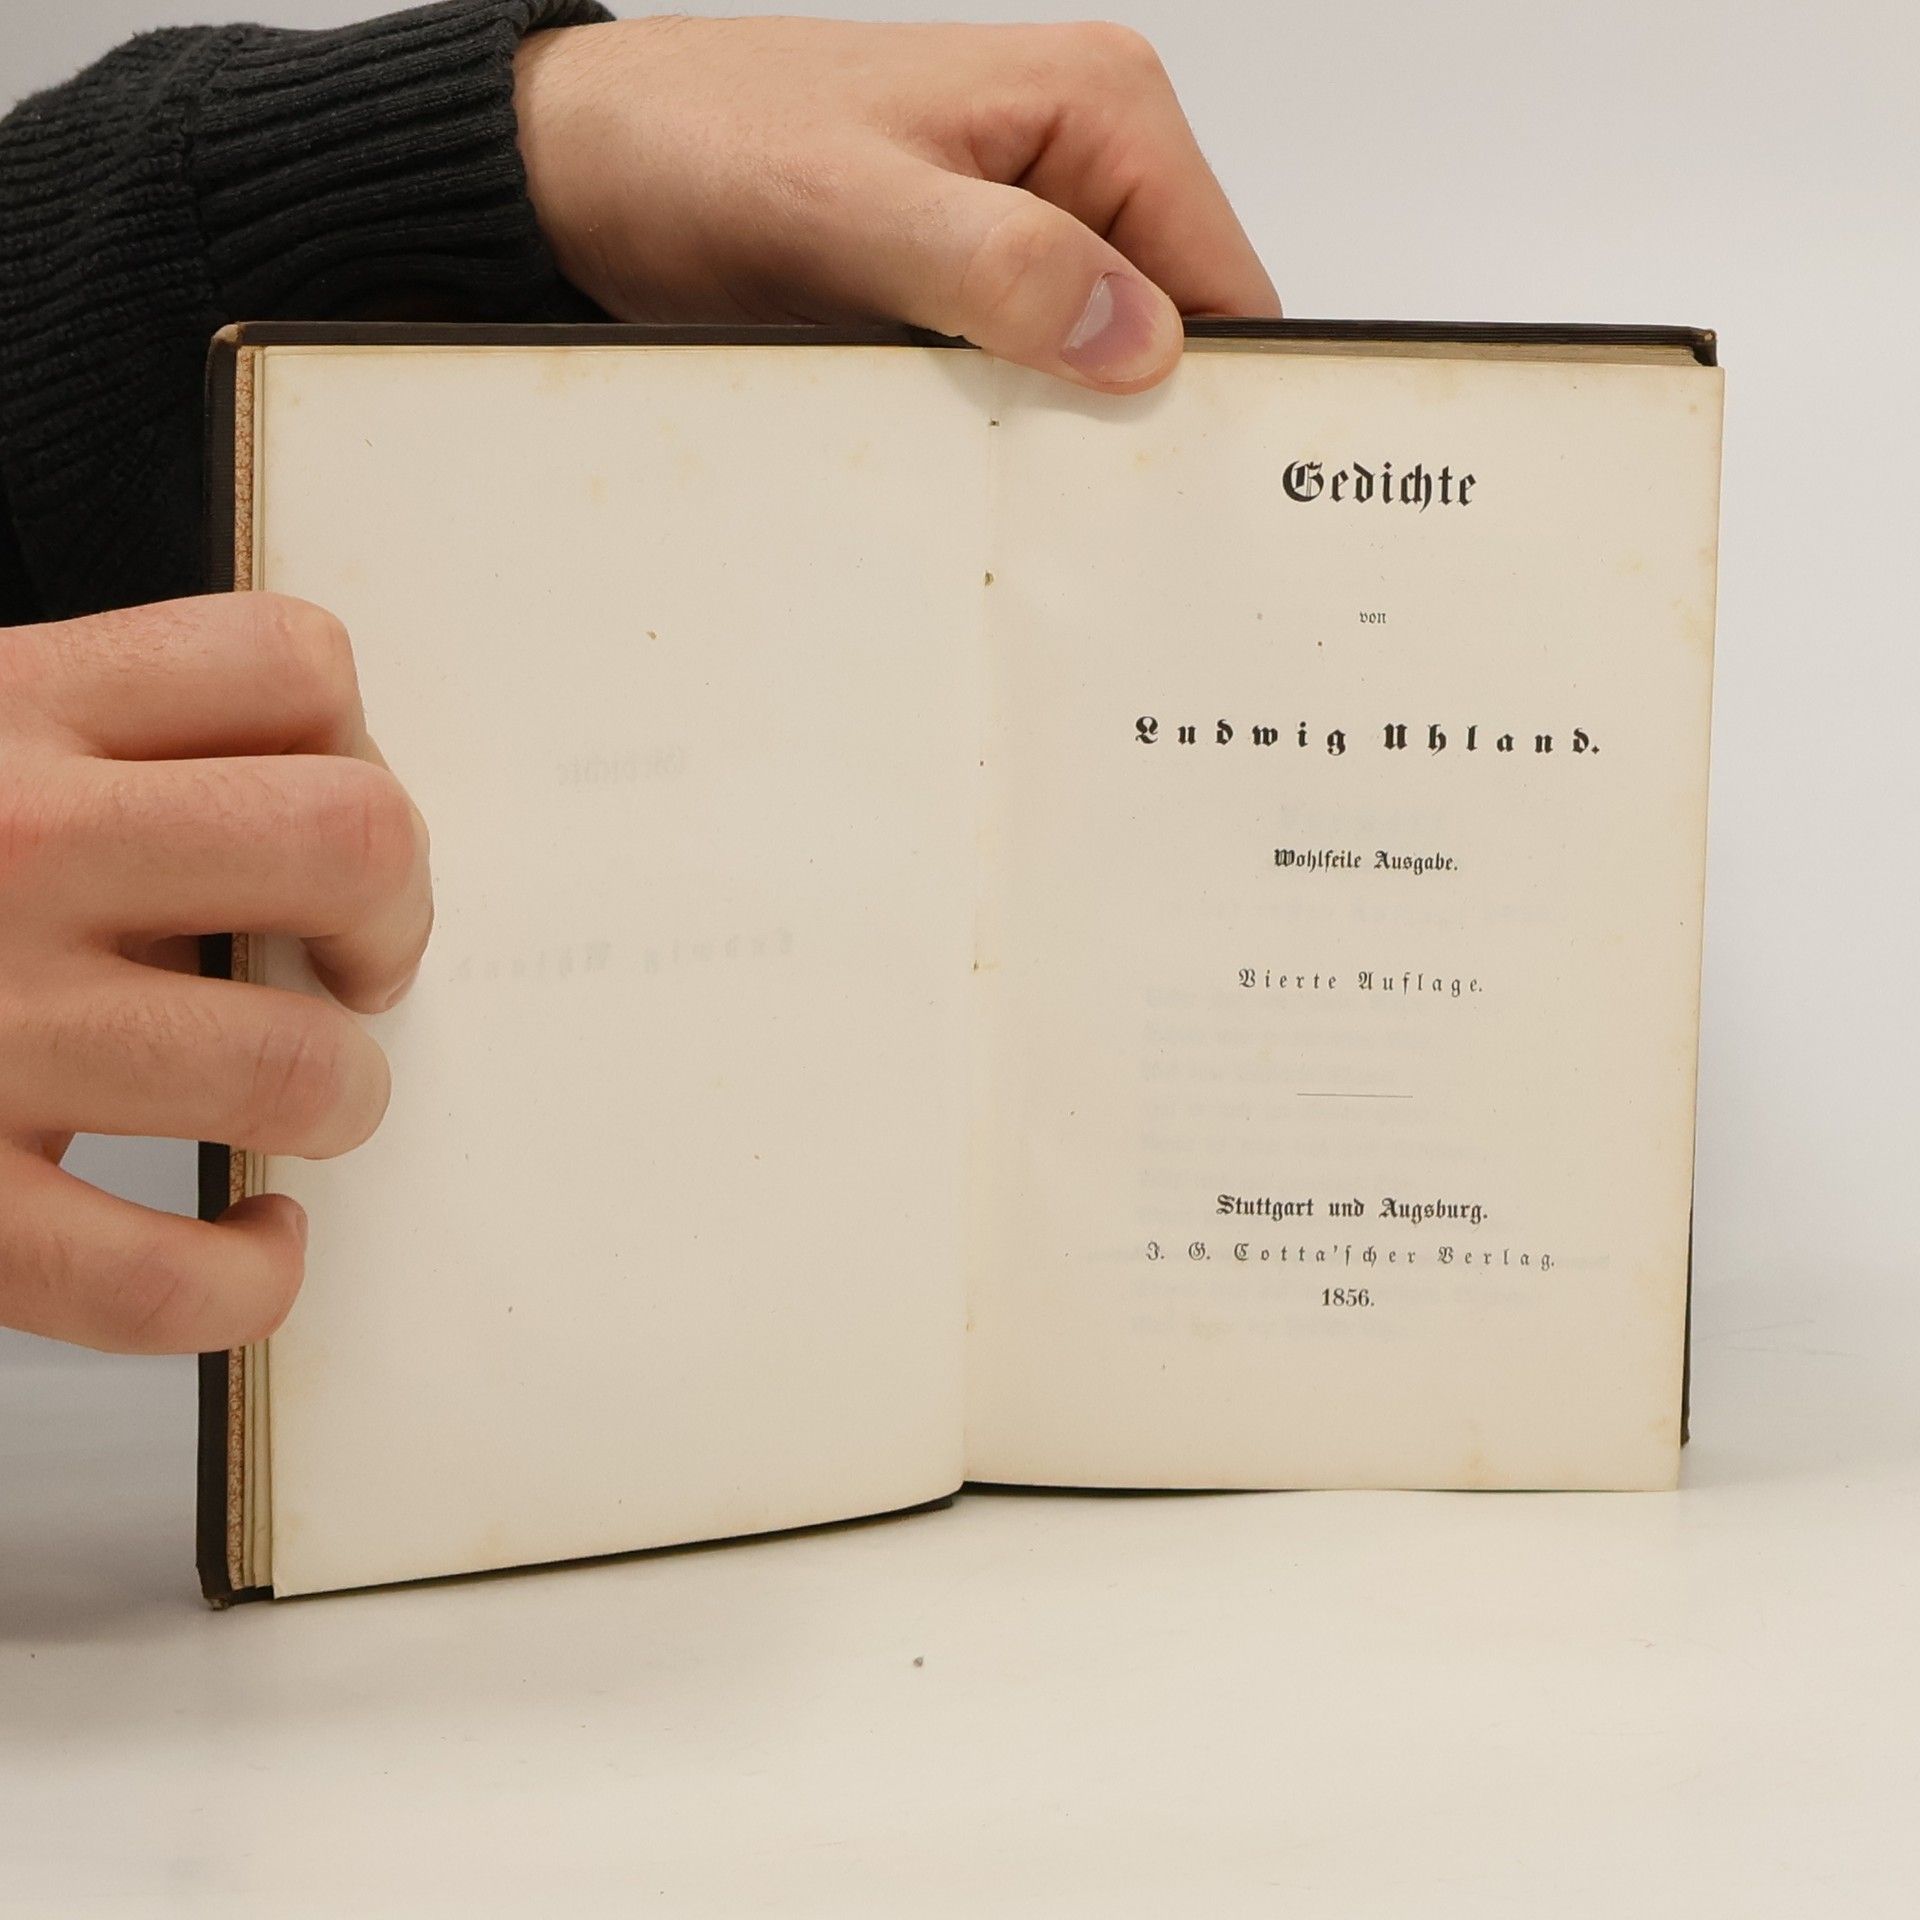 Gedichte
von
Ludwig Uhland.
Wohlfeile Ausgabe.
Vierte Auflage.
Stuttgart und Augsburg.
J. G. Cotta'ſcher Verlag.
1856.